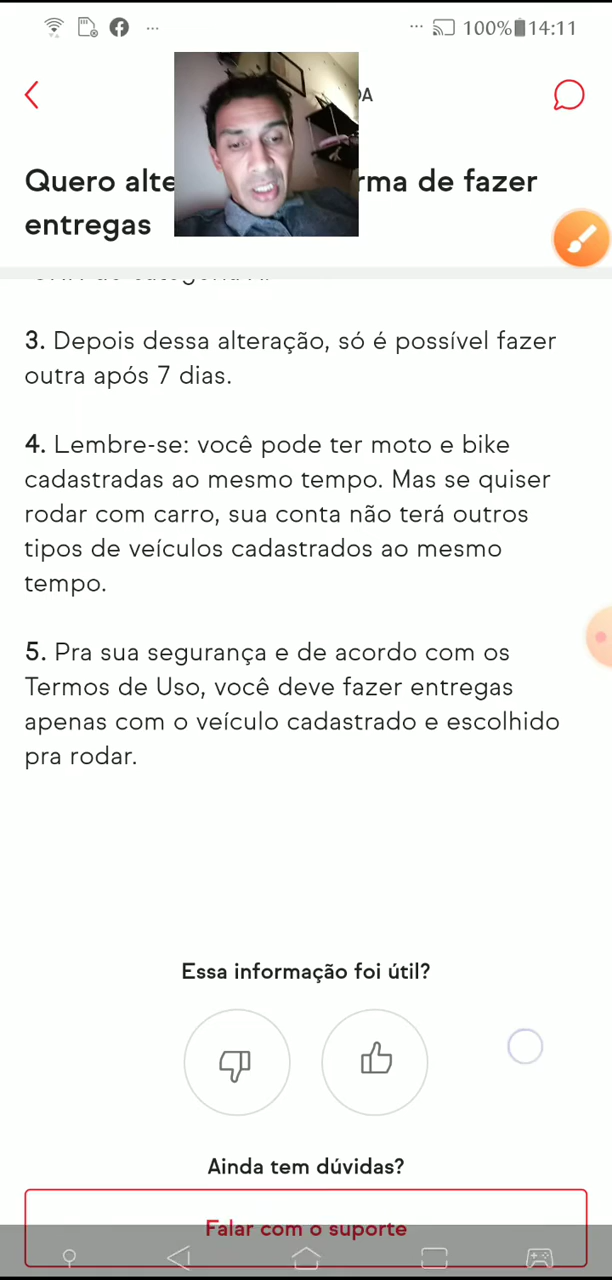 100% 14:11
DA
Quero alte rma de fazer
entregas
3. Depois dessa alteração, só é possível fazer
outra após 7 dias.
4. Lembre-se: você pode ter moto e bike
cadastradas ao mesmo tempo. Mas se quiser
rodar com carro, sua conta não terá outros
tipos de veículos cadastrados ao mesmo
tempo.
5. Pra sua segurança e de acordo com os
Termos de Uso, você deve fazer entregas
apenas com o veículo cadastrado e escolhido
pra rodar.
Essa informação foi útil?
Ainda tem dúvidas?
Falar com o suporte